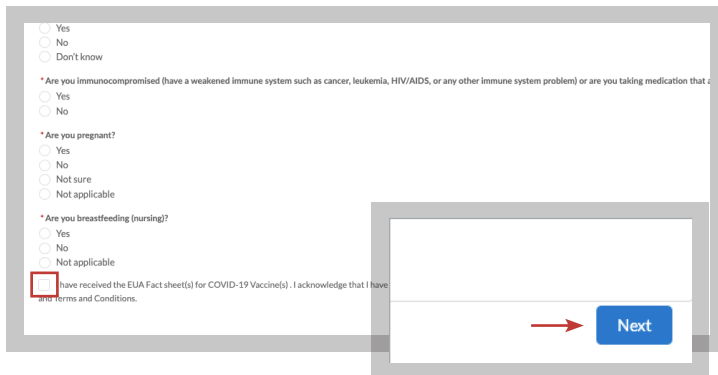 Yes
No
Don't know
*Are you immunocompromised (have a weakened immune system such as cancer, leukemia, HIV/AIDS, or any other immune system problem) or are you taking medication that
Yes
No
*Are you pregnant?
Yes
No
Not sure
Not applicable
*Are you breastfeeding (nursing)?
Yes
No
Not applicable
have received the EUA Fact sheet(s) for COVID-19 Vaccine(s) . I acknowledge that I have
and Terms and Conditions.
Next